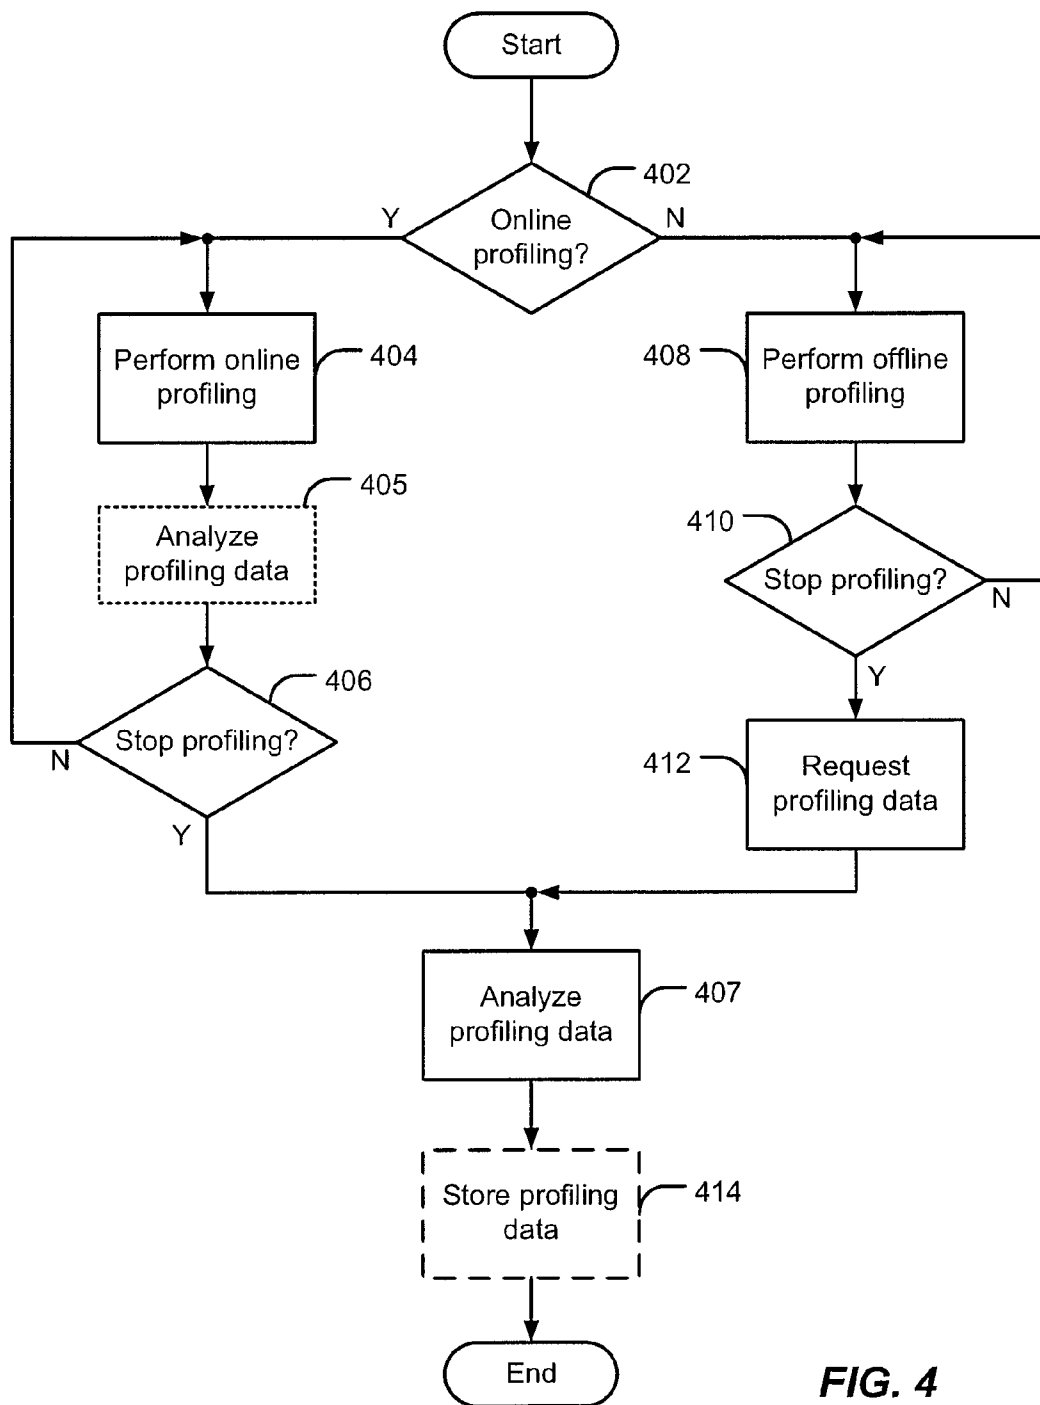 Start
402
Y
Online
profiling?
N
Perform online
profiling
404
408
Perform offline
profiling
405
Analyze
profiling data
410
Stop profiling?
N
Y
406
Stop profiling?
N
Y
412
Request
profiling data
Analyze
profiling data
407
Store profiling
data
414
End
FIG. 4